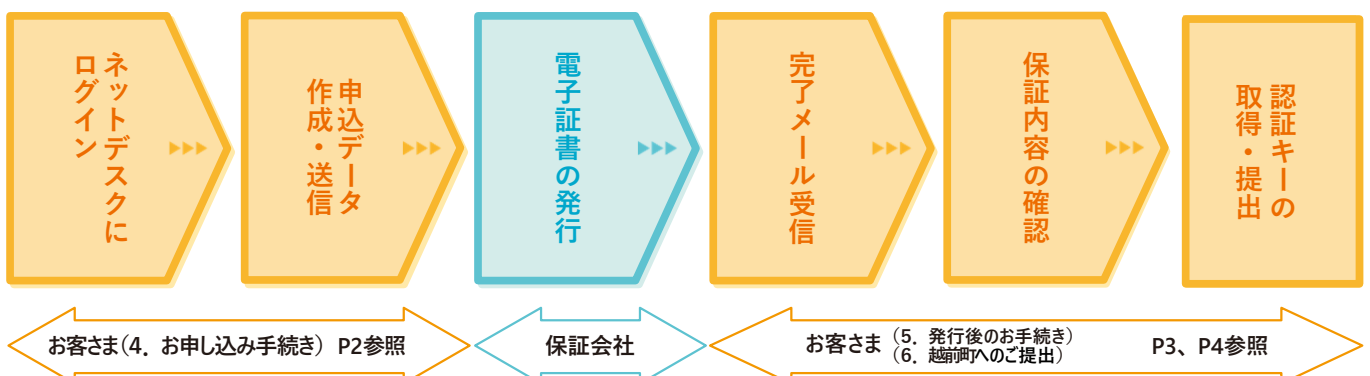 ネットデスクに
ログイン
申込データ
作成・送信
電子証書の発行
完了メール受信
保証内容の確認
認証キーの
取得・提出
お客さま（4．お申し込み手続き） P2参照
保証会社
お客さま（5．発行後のお手続き）
（6．越前町へのご提出）
P3、P4参照